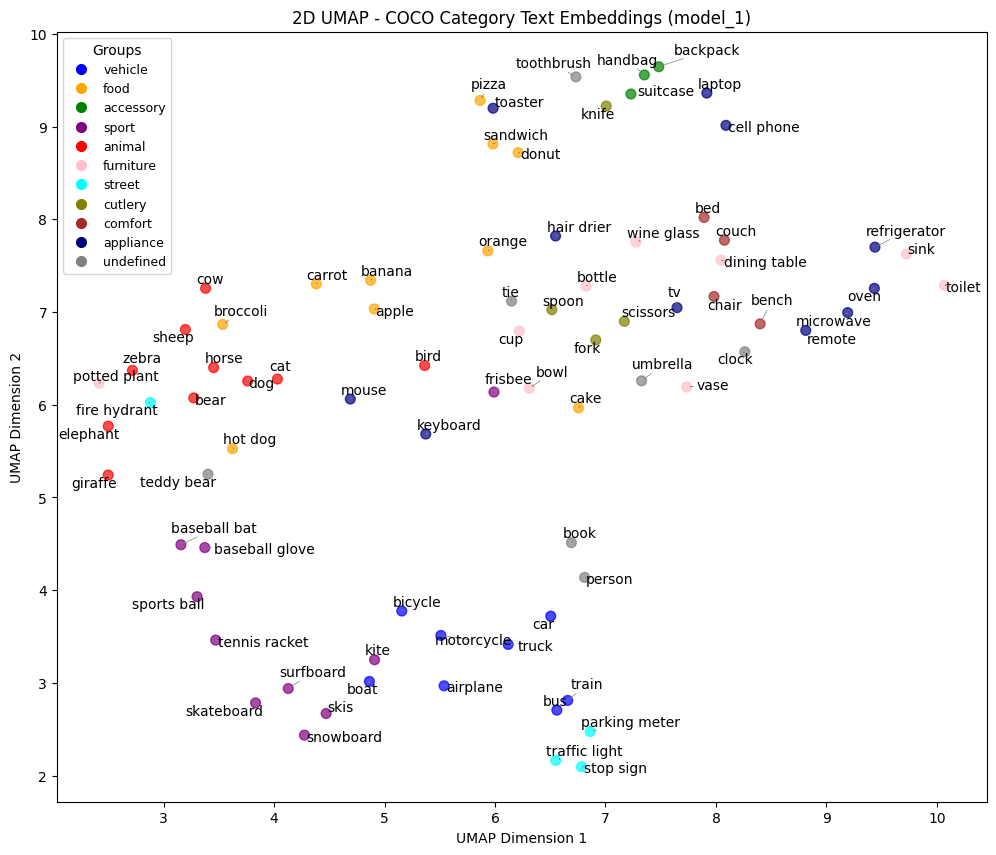 2D UMAP - COCO Category Text Embeddings (model_1)
10
9
8
7
6
5
4
3
2
UMAP Dimension 2
Groups
vehicle
food
accessory
sport
animal
furniture
street
cutlery
comfort
appliance
undefined
backpack
handbag
toothbrush
laptop
suitcase
pizza
toaster
knife
cell phone
sandwich
donut
bed
hair drier
wine glass
couch
refrigerator
sink
orange
dining table
cow
carrot
banana
bottle
toilet
tie
tv
oven
broccoli
apple
spoon
scissors
chair
bench
microwave
sheep
cup
fork
remote
zebra
horse
cat
bird
clock
potted plant
dog
mouse
frisbee
bowl
umbrella
vase
fire hydrant
bear
cake
elephant
keyboard
hot dog
giraffe
teddy bear
baseball bat
baseball glove
book
person
sports ball
bicycle
car
tennis racket
motorcycle
truck
kite
surfboard
boat
airplane
train
skateboard
skis
bus
snowboard
parking meter
traffic light
stop sign
3 4 5 6 7 8 9 10
UMAP Dimension 1